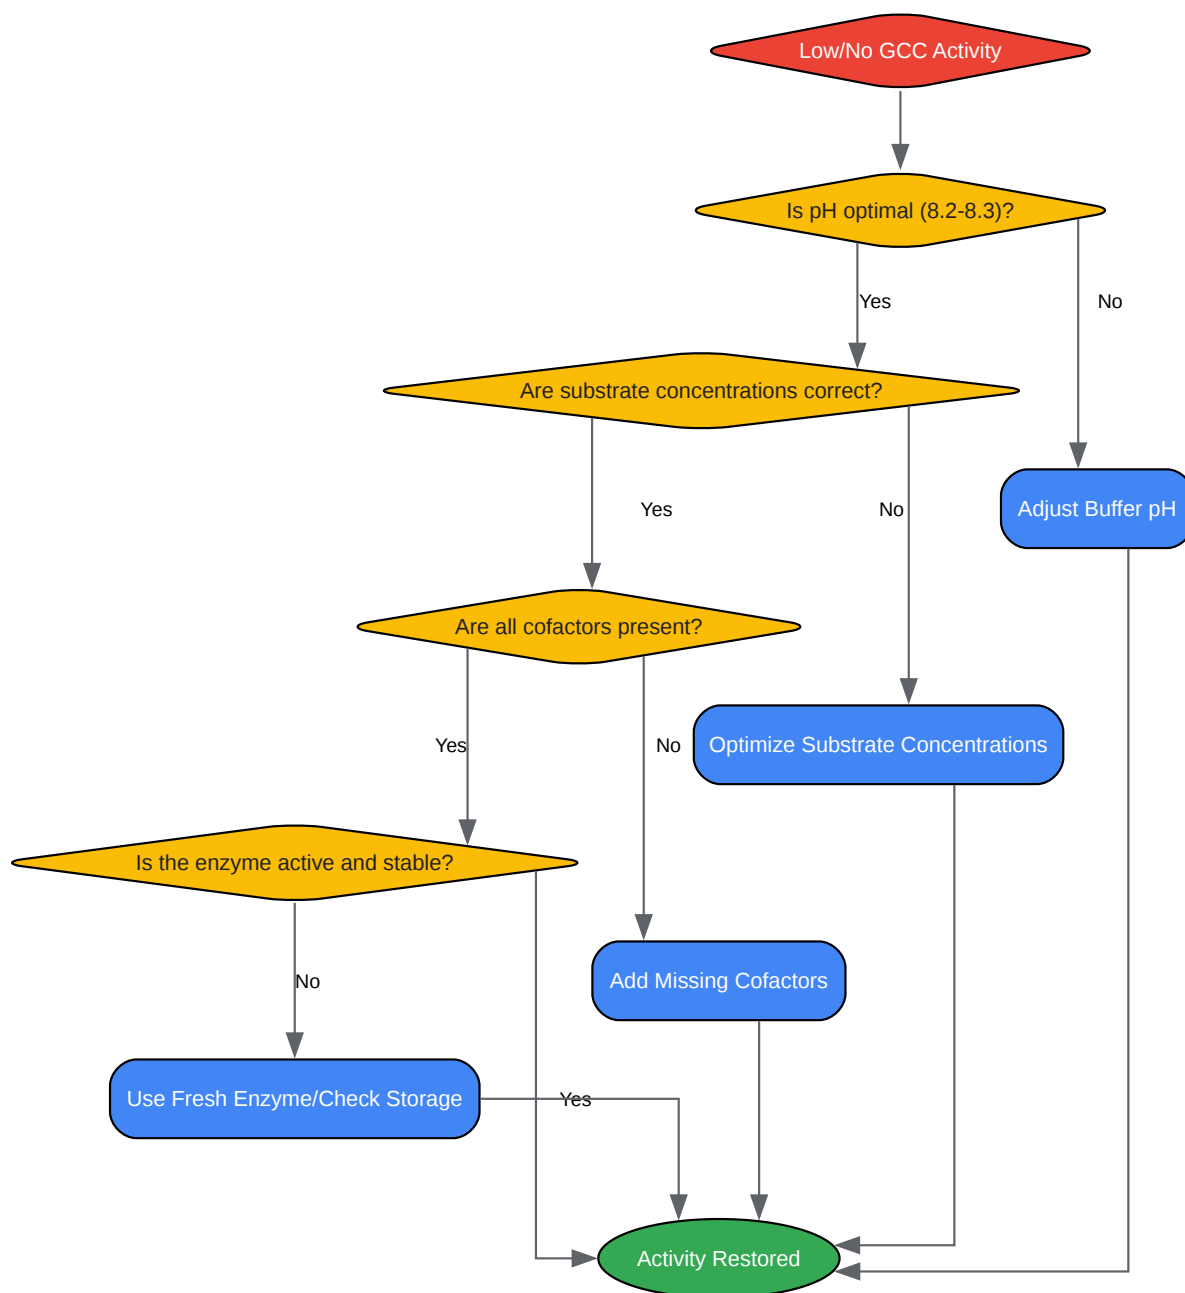 Low/No GCC Activity
Is pH optimal (8.2-8.3)?
Yes
No
Are substrate concentrations correct?
Yes
No
Adjust Buffer pH
Are all cofactors present?
Yes
No
Optimize Substrate Concentrations
Is the enzyme active and stable?
No
Add Missing Cofactors
Use Fresh Enzyme/Check Storage
Yes
Activity Restored